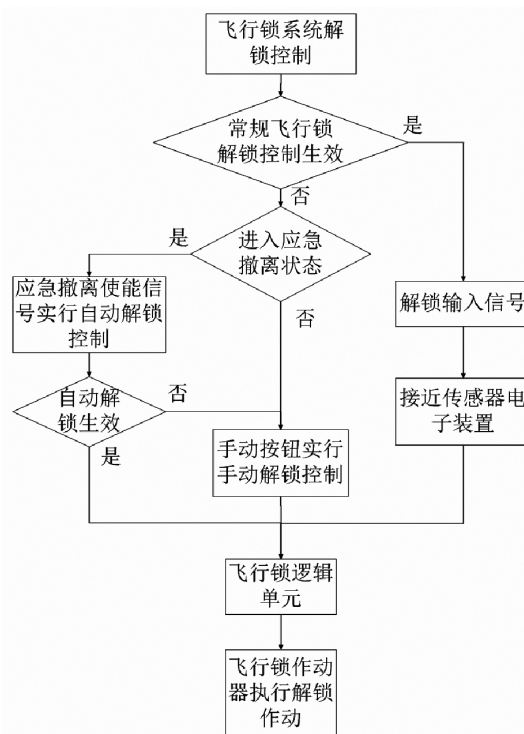 飞行锁系统解
锁控制
常规飞行锁
解锁控制生效
是
否
进入应急
撤离状态
是
否
应急撤离使能信
号实行自动解锁
控制
解锁输入信号
自动解
锁生效
否
是
接近传感器电
子装置
手动按钮实行
手动解锁控制
飞行锁逻辑
单元
飞行锁作动
器执行解锁
作动